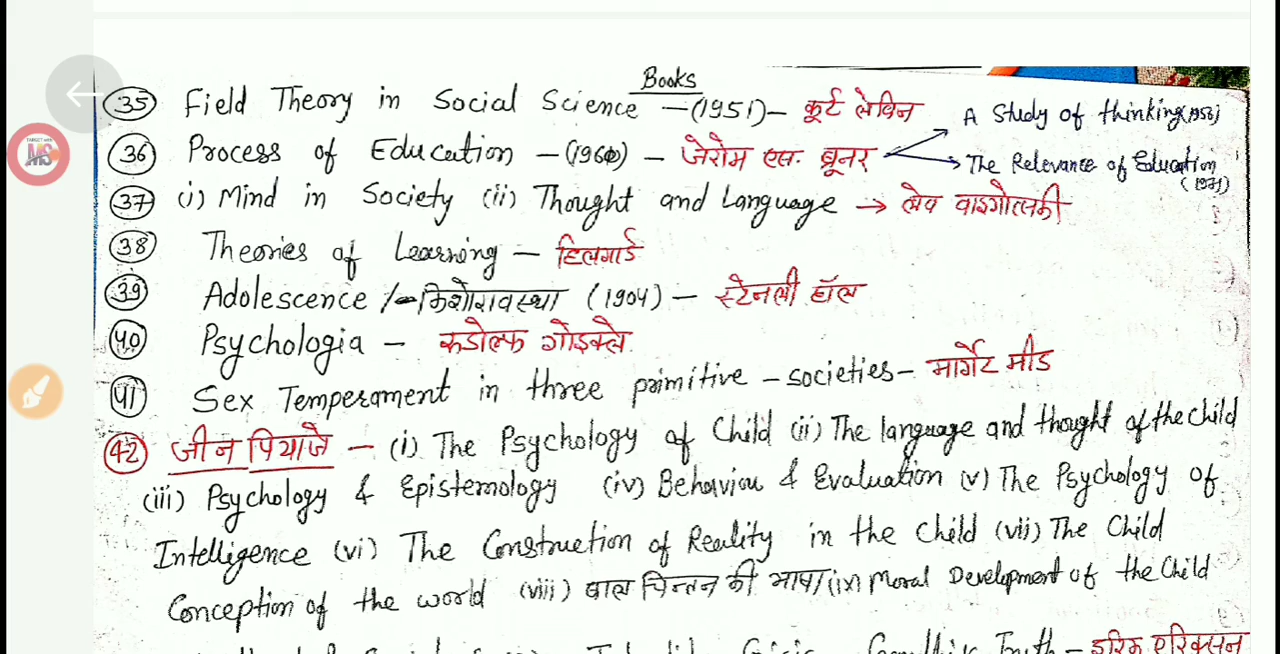 Books
35 Field Theory in Social Science - (1951) - कूर्ट लेविन
A Study of thinking (1956)
36 Process of Education - (1960) - जेरोम एस. ब्रूनर
The Relevance of Education (1971)
37 (i) Mind in Society (ii) Thought and Language → लेव वाइगोत्सकी
38 Theories of Learning - हिलगार्ड
39 Adolescence / किशोरावस्था (1904) - स्टेनली हॉल
40 Psychologia - रुडोल्फ गोइक्ले
41 Sex Temperament in three primitive - societies - मार्गेट मीड
42 जीन पियाजे - (i) The Psychology of Child (ii) The language and thought of the child
(iii) Psychology & Epistemology (iv) Behaviou & Evaluation (v) The Psychology of
Intelligence (vi) The Construction of Reality in the child (vii) The Child
Conception of the world (viii) बाल चिन्तन की भाषा (ix) Moral Development of the Child
Truth - इरिक एरिक्सन
MS